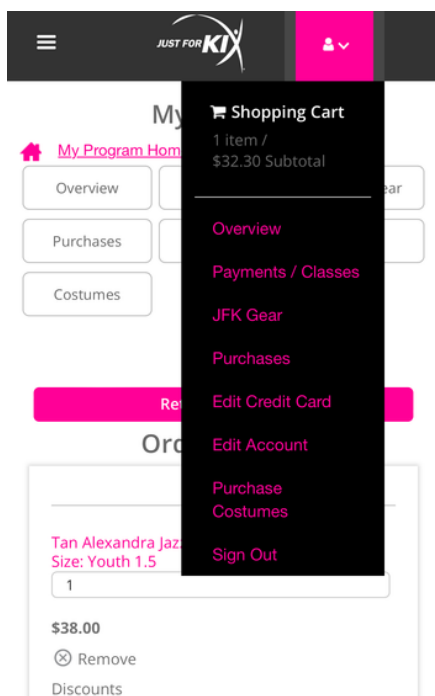 JUST FOR KIX
My
Shopping Cart
1 item /
$32.30 Subtotal
My Program Hom
Overview
ear
Purchases
Costumes
Overview
Payments / Classes
JFK Gear
Purchases
Edit Credit Card
Edit Account
Purchase
Costumes
Sign Out
Ret
Ord
Tan Alexandra Jaz
Size: Youth 1.5
1
$38.00
Remove
Discounts